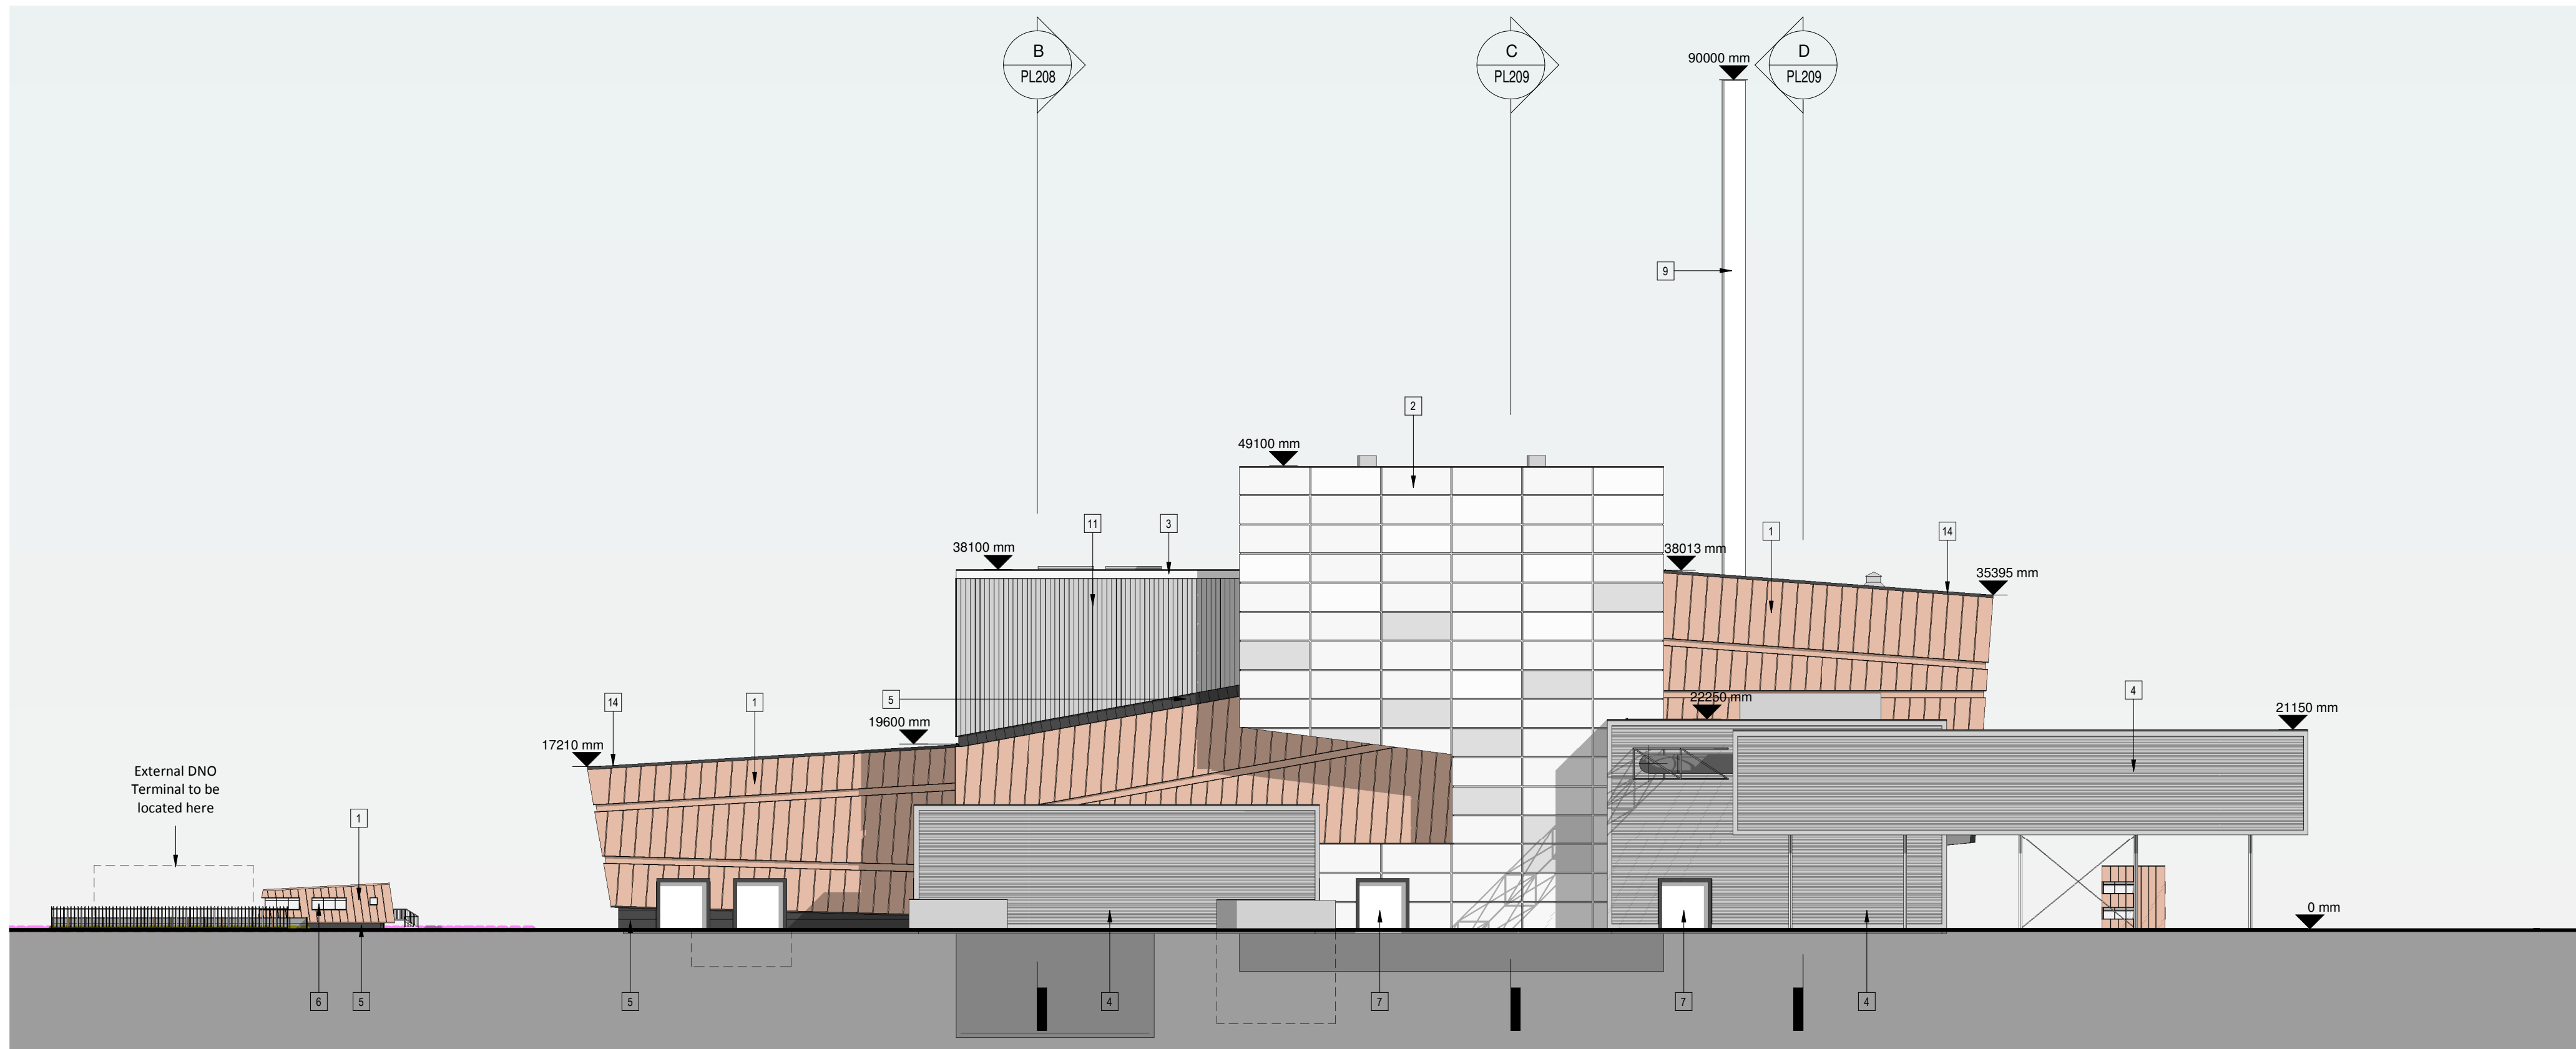 B
PL208
C
PL209
D
PL209
90000 mm
9
2
49100 mm
11
3
1
14
38100 mm
38013 mm
35395 mm
14
1
5
22250 mm
4
19600 mm
21150 mm
17210 mm
External DNO
Terminal to be
located here
1
0 mm
6
5
5
4
7
7
4